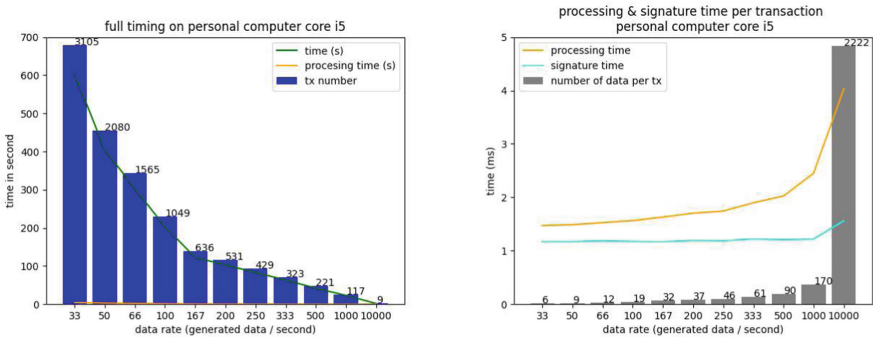 full timing on personal computer core i5
time (s)
procesing time (s)
tx number
700
600
500
400
300
200
100
0
time in second
3105
2080
1565
1049
636
531
429
323
221
117
9
33 50 66 100 167 200 250 333 500 1000 10000
data rate (generated data / second)
processing & signature time per transaction
personal computer core i5
processing time
signature time
number of data per tx
5
4
3
2
1
0
time (ms)
6
9
12
19
32
37
46
61
90
170
2222
33 50 66 100 167 200 250 333 500 1000 10000
data rate (generated data / second)